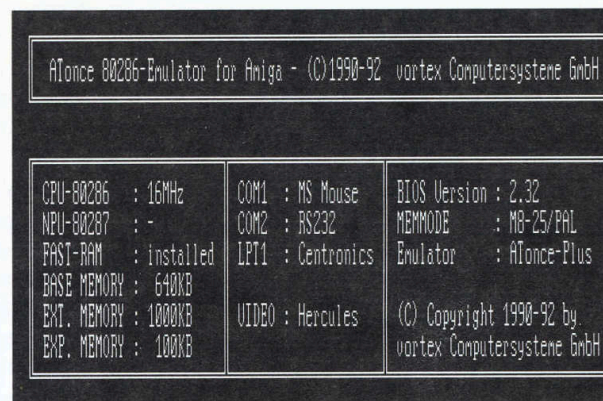 ATonce 80286-Emulator for Amiga - (C)1990-92 vortex Computersysteme GmbH
CPU-80286 : 16MHz
NPU-80287 : -
FAST-RAM : installed
BASE MEMORY : 640KB
EXT. MEMORY : 1000KB
EXP. MEMORY : 100KB
COM1 : MS Mouse
COM2 : RS232
LPT1 : Centronics
VIDEO : Hercules
BIOS Version : 2.32
MEMMODE : M8-25/PAL
Emulator : ATonce-Plus
(C) Copyright 1990-92 by
vortex Computersysteme GmbH